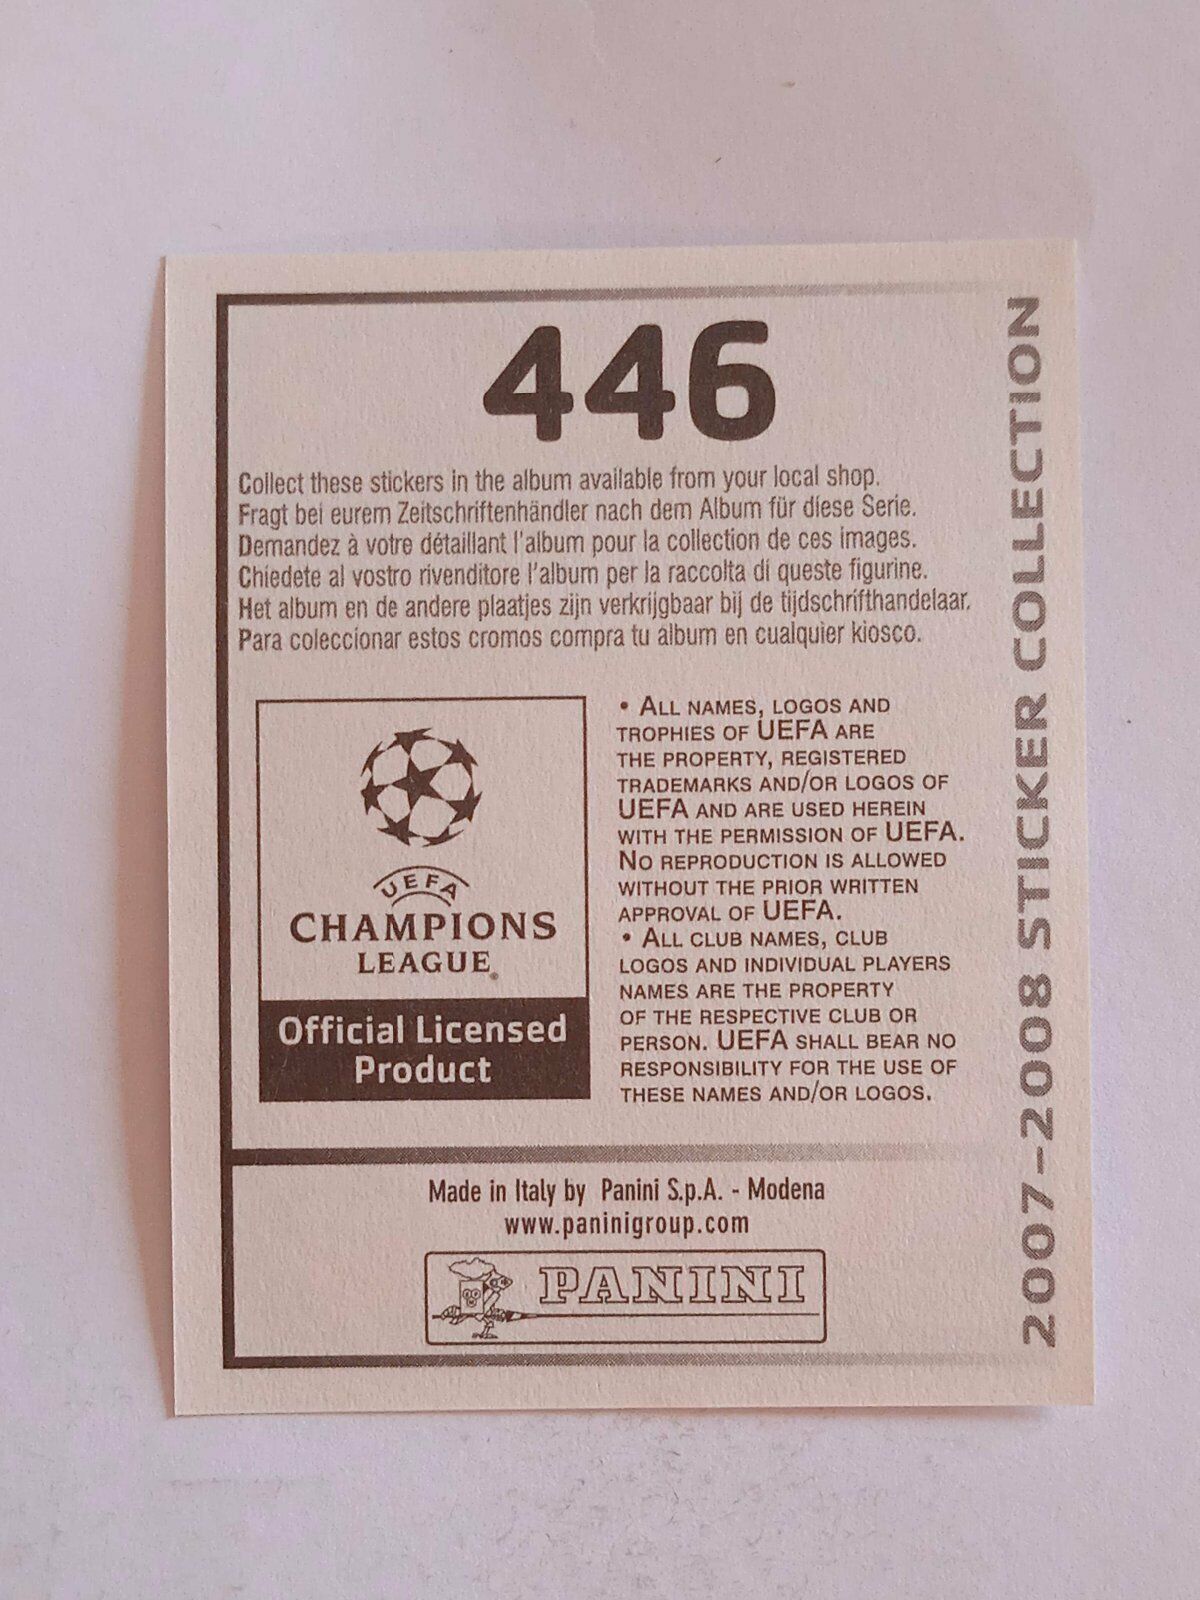 446
Collect these stickers in the album available from your local shop.
Fragt bei eurem Zeitschriftenhändler nach dem Album für diese Serie.
Demandez à votre détaillant l'album pour la collection de ces images.
Chiedete al vostro rivenditore l'album per la raccolta di queste figurine.
Het album en de andere plaatjes zijn verkrijgbaar bij de tijdschrifthandelaar.
Para coleccionar estos cromos compra tu álbum en cualquier kiosco.
UEFA
CHAMPIONS
LEAGUE®
Official Licensed
Product
• ALL NAMES, LOGOS AND
TROPHIES OF UEFA ARE
THE PROPERTY, REGISTERED
TRADEMARKS AND/OR LOGOS OF
UEFA AND ARE USED HEREIN
WITH THE PERMISSION OF UEFA.
NO REPRODUCTION IS ALLOWED
WITHOUT THE PRIOR WRITTEN
APPROVAL OF UEFA.
• ALL CLUB NAMES, CLUB
LOGOS AND INDIVIDUAL PLAYERS
NAMES ARE THE PROPERTY
OF THE RESPECTIVE CLUB OR
PERSON. UEFA SHALL BEAR NO
RESPONSIBILITY FOR THE USE OF
THESE NAMES AND/OR LOGOS.
Made in Italy by Panini S.p.A. - Modena
www.paninigroup.com
PANINI
2007-2008 STICKER COLLECTION